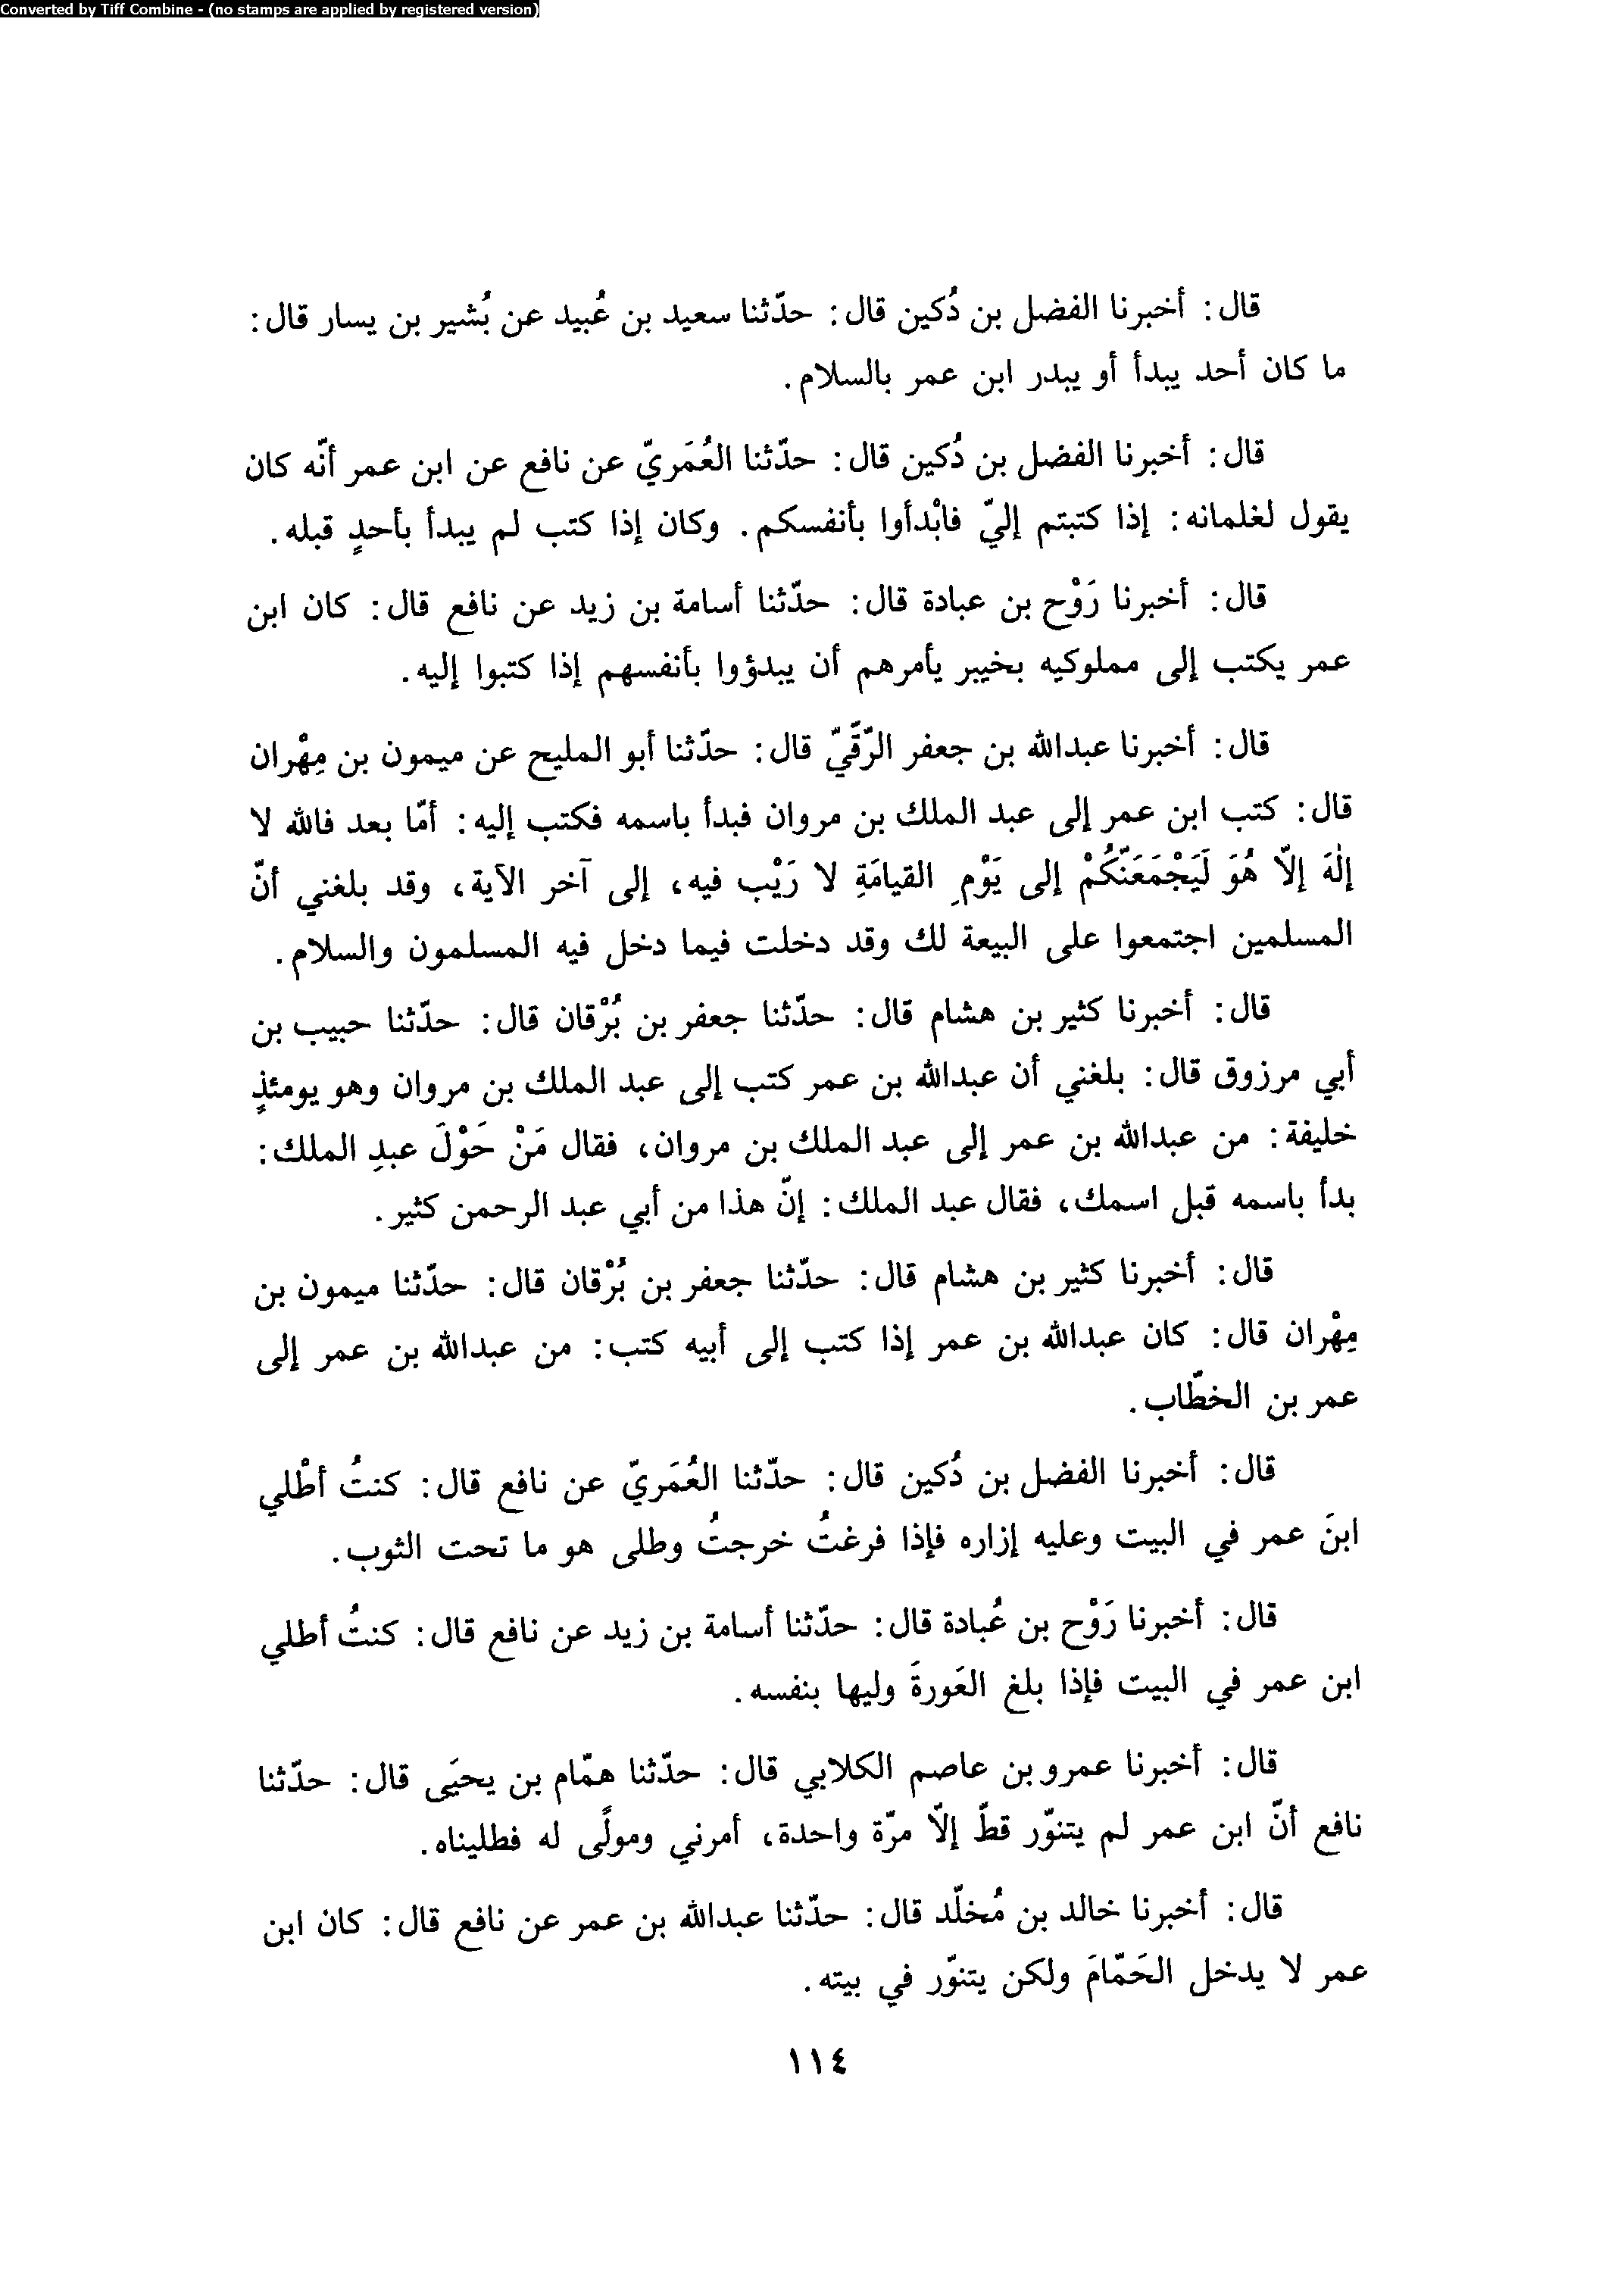 Converted by Tiff Combine - (no stamps are applied by registered version)
قال: أخبرنا الفضل بن دُكين قال: حدّثنا سعيد بن عُبيد عن بُشير بن يسار قال:
ما كان أحد يبدأ أو يبدر ابن عمر بالسلام.
قال: أخبرنا الفضل بن دُكين قال: حدّثنا العُمَريّ عن نافع عن ابن عمر أنّه كان
يقول لغلمانه: إذا كتبتم إليّ فابْدأوا بأنفسكم. وكان إذا كتب لم يبدأ بأحدٍ قبله.
قال: أخبرنا رَوْح بن عبادة قال: حدّثنا أسامة بن زيد عن نافع قال: كان ابن
عمر يكتب إلى مملوكيه بخيبر يأمرهم أن يبدؤوا بأنفسهم إذا كتبوا إليه.
قال: أخبرنا عبدالله بن جعفر الرّقّيّ قال: حدّثنا أبو المليح عن ميمون بن مِهْران
قال: كتب ابن عمر إلى عبد الملك بن مروان فبدأ باسمه فكتب إليه: أمّا بعد فالله لا
إلٰهَ إلاّ هُوَ لَيَجْمَعَنّكُمْ إلى يَوْمِ القيامَةِ لا رَيْب فيه، إلى آخر الآية، وقد بلغني أنّ
المسلمين اجتمعوا على البيعة لك وقد دخلت فيما دخل فيه المسلمون والسلام.
قال: أخبرنا كثير بن هشام قال: حدّثنا جعفر بن بُرْقان قال: حدّثنا حبيب بن
أبي مرزوق قال: بلغني أن عبدالله بن عمر كتب إلى عبد الملك بن مروان وهو يومئذٍ
خليفة: من عبدالله بن عمر إلى عبد الملك بن مروان، فقال مَنْ حَوْلَ عبدِ الملك:
بدأ باسمه قبل اسمك، فقال عبد الملك: إنّ هذا من أبي عبد الرحمن كثير.
قال: أخبرنا كثير بن هشام قال: حدّثنا جعفر بن بُرْقان قال: حدّثنا ميمون بن
مِهْران قال: كان عبدالله بن عمر إذا كتب إلى أبيه كتب: من عبدالله بن عمر إلى
عمر بن الخطّاب.
قال: أخبرنا الفضل بن دُكين قال: حدّثنا العُمَريّ عن نافع قال: كنتُ أطْلي
ابنَ عمر في البيت وعليه إزاره فإذا فرغتُ خرجتُ وطلى هو ما تحت الثوب.
قال: أخبرنا رَوْح بن عُبادة قال: حدّثنا أسامة بن زيد عن نافع قال: كنتُ أطلي
ابن عمر في البيت فإذا بلغ العَورةَ وليها بنفسه.
قال: أخبرنا عمرو بن عاصم الكلابي قال: حدّثنا همّام بن يحيَى قال: حدّثنا
نافع أنّ ابن عمر لم يتنوّر قطّ إلاّ مرّة واحدة، أمرني ومولًى له فطليناه.
قال: أخبرنا خالد بن مُخلّد قال: حدّثنا عبدالله بن عمر عن نافع قال: كان ابن
عمر لا يدخل الحَمّامَ ولكن يتنوّر في بيته.
١١٤